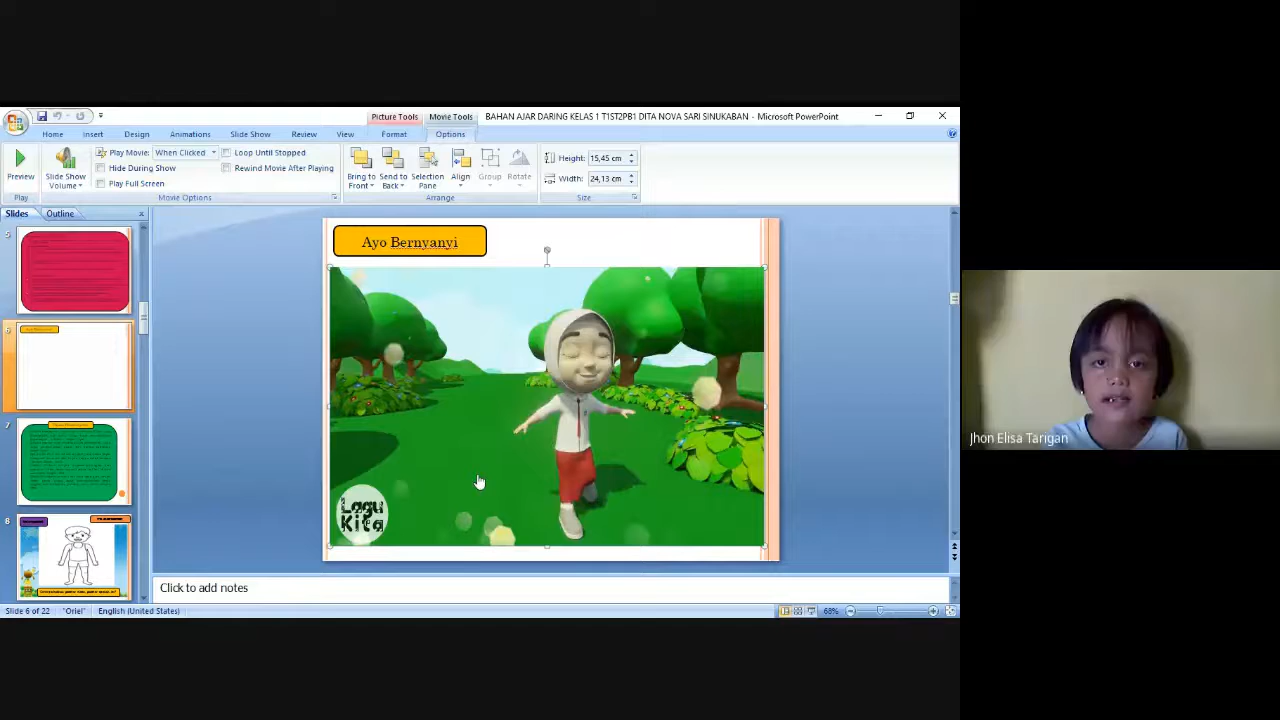 Picture Tools
Movie Tools
BAHAN AJAR DARING KELAS 1 T1ST2PB1 DITA NOVA SARI SINUKABAN - Microsoft PowerPoint
Home
Insert
Design
Animations
Slide Show
Review
View
Format
Options
Preview
Slide Show Volume
Play Movie: When Clicked
Hide During Show
Play Full Screen
Loop Until Stopped
Rewind Movie After Playing
Bring to Front
Send to Back
Selection Pane
Align
Group
Rotate
Height: 15,45 cm
Width: 24,13 cm
Play
Movie Options
Arrange
Size
Slides
Outline
5
6
7
8
Ayo Bernyanyi
Lagu
Kita
Jhon Elisa Tarigan
Click to add notes
Slide 6 of 22
"Oriel"
English (United States)
68%